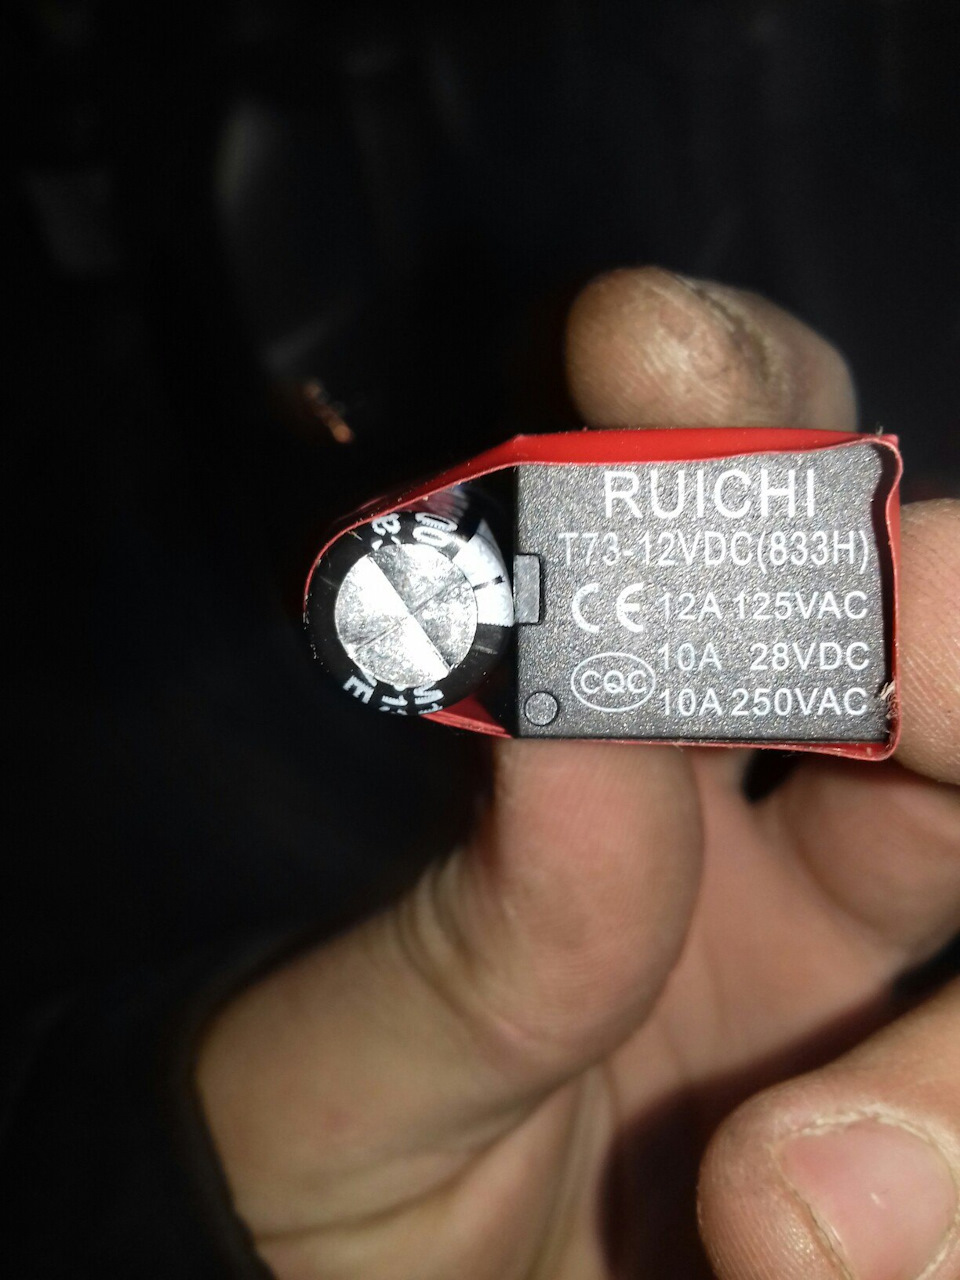 RUICHI
T73-12VDC(833H)
CE 12A 125VAC
10A 28VDC
CQC
10A 250VAC